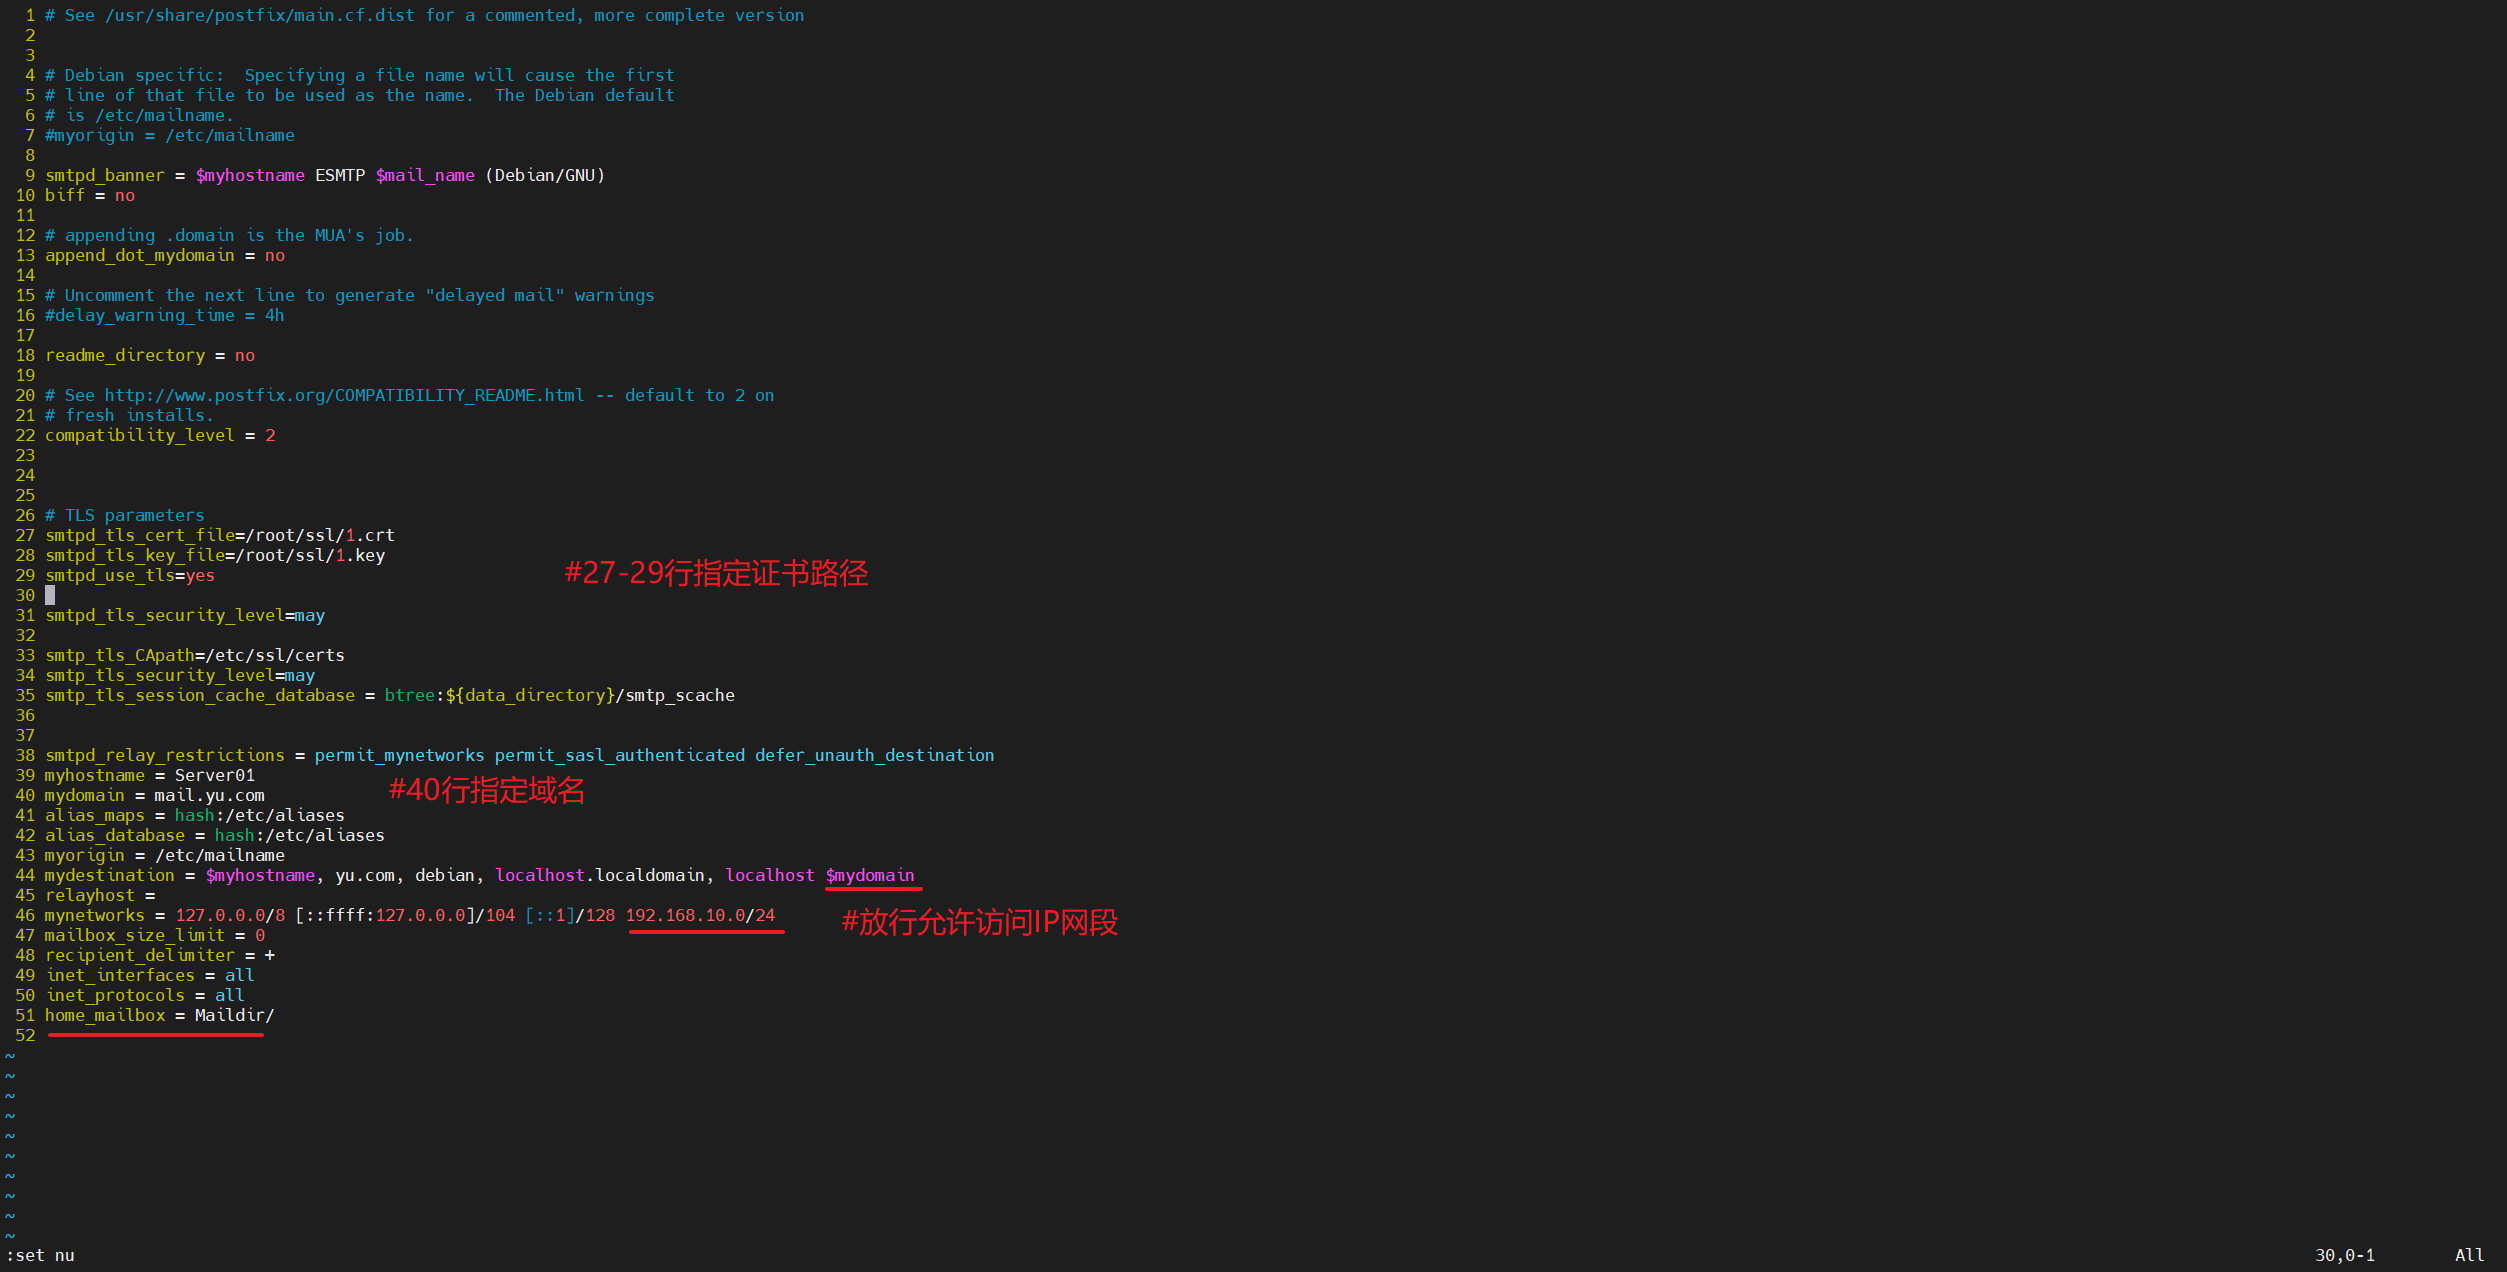 1 # See /usr/share/postfix/main.cf.dist for a commented, more complete version
2
3
4 # Debian specific:  Specifying a file name will cause the first
5 # line of that file to be used as the name.  The Debian default
6 # is /etc/mailname.
7 #myorigin = /etc/mailname
8
9 smtpd_banner = $myhostname ESMTP $mail_name (Debian/GNU)
10 biff = no
11
12 # appending .domain is the MUA's job.
13 append_dot_mydomain = no
14
15 # Uncomment the next line to generate "delayed mail" warnings
16 #delay_warning_time = 4h
17
18 readme_directory = no
19
20 # See http://www.postfix.org/COMPATIBILITY_README.html -- default to 2 on
21 # fresh installs.
22 compatibility_level = 2
23
24
25
26 # TLS parameters
27 smtpd_tls_cert_file=/root/ssl/1.crt
28 smtpd_tls_key_file=/root/ssl/1.key
#27-29行指定证书路径
29 smtpd_use_tls=yes
30
31 smtpd_tls_security_level=may
32
33 smtp_tls_CApath=/etc/ssl/certs
34 smtp_tls_security_level=may
35 smtp_tls_session_cache_database = btree:${data_directory}/smtp_scache
36
37
38 smtpd_relay_restrictions = permit_mynetworks permit_sasl_authenticated defer_unauth_destination
39 myhostname = Server01
#40行指定域名
40 mydomain = mail.yu.com
41 alias_maps = hash:/etc/aliases
42 alias_database = hash:/etc/aliases
43 myorigin = /etc/mailname
44 mydestination = $myhostname, yu.com, debian, localhost.localdomain, localhost $mydomain
45 relayhost =
46 mynetworks = 127.0.0.0/8 [::ffff:127.0.0.0]/104 [::1]/128 192.168.10.0/24
#放行允许访问IP网段
47 mailbox_size_limit = 0
48 recipient_delimiter = +
49 inet_interfaces = all
50 inet_protocols = all
51 home_mailbox = Maildir/
52
~
~
~
~
~
~
~
~
~
~
:set nu 30,0-1 All